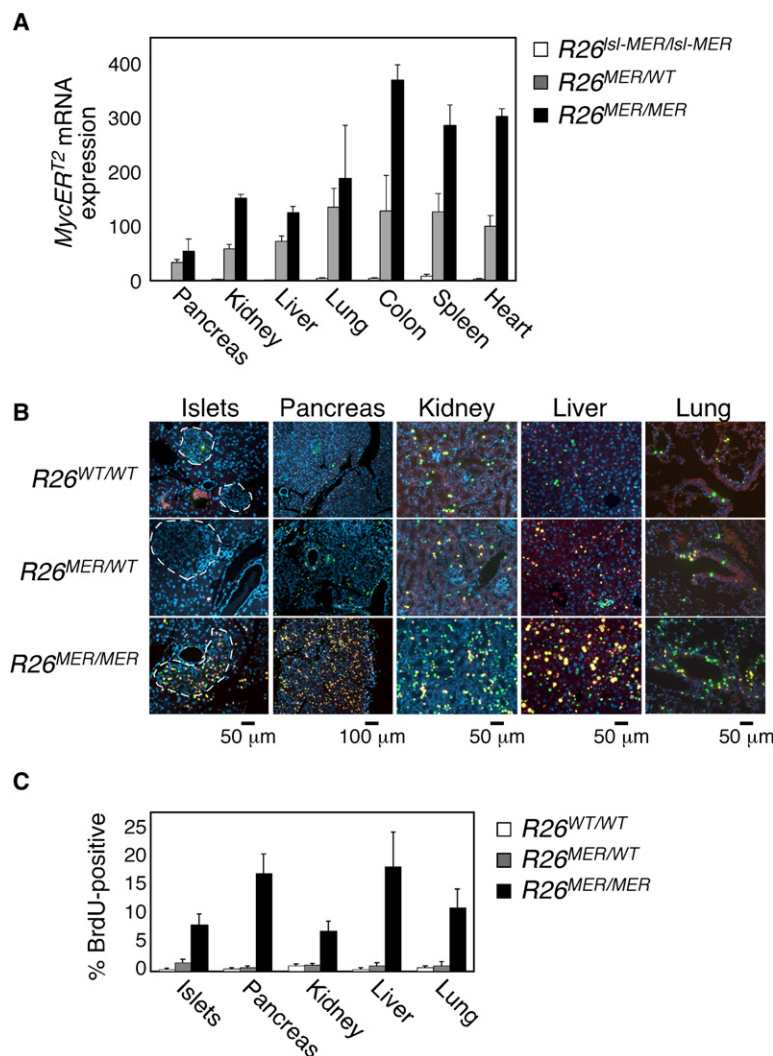 A
R26^lsl-MER/lsl-MER
R26^MER/WT
R26^MER/MER
MycER^T2 mRNA
expression
400
300
200
100
0
Pancreas
Kidney
Liver
Lung
Colon
Spleen
Heart
B
Islets Pancreas Kidney Liver Lung
R26^WT/WT
R26^MER/WT
R26^MER/MER
50 µm 100 µm 50 µm 50 µm 50 µm
C
% BrdU-positive
25
20
15
10
5
0
Islets
Pancreas
Kidney
Liver
Lung
R26^WT/WT
R26^MER/WT
R26^MER/MER